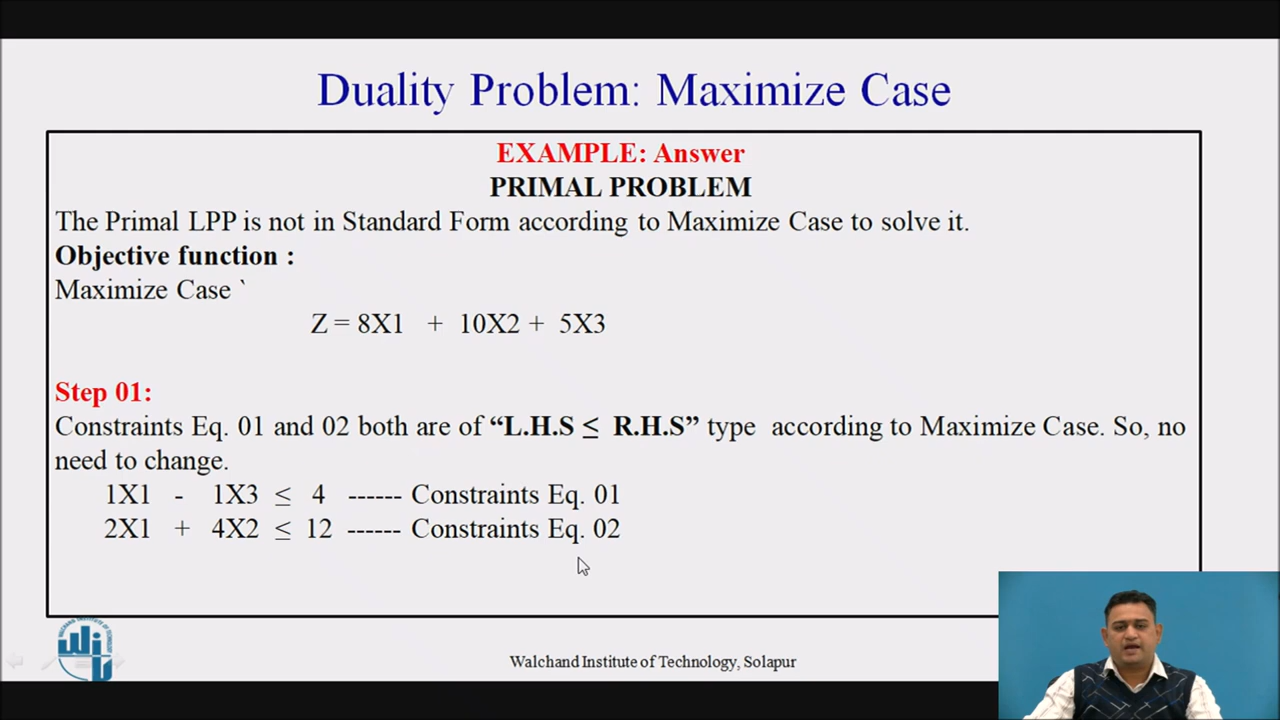 Duality Problem: Maximize Case
EXAMPLE: Answer
PRIMAL PROBLEM
The Primal LPP is not in Standard Form according to Maximize Case to solve it.
Objective function :
Maximize Case `
Z = 8X1 + 10X2 + 5X3
Step 01:
Constraints Eq. 01 and 02 both are of “L.H.S ≤ R.H.S” type according to Maximize Case. So, no
need to change.
1X1 - 1X3 ≤ 4 ------ Constraints Eq. 01
2X1 + 4X2 ≤ 12 ------ Constraints Eq. 02
Walchand Institute of Technology, Solapur